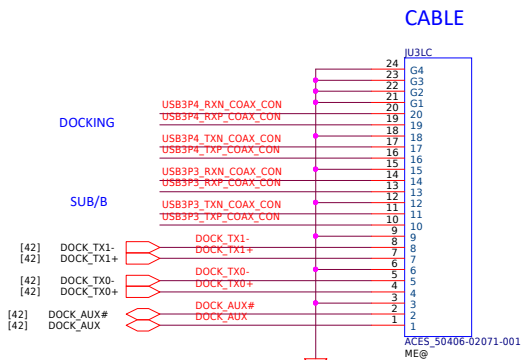 CABLE
JU3LC
24 G4
23 G3
22 G2
21 G1
USB3P4_RXN_COAX_CON 20 20
USB3P4_RXP_COAX_CON 19 19
DOCKING
18 18
USB3P4_TXN_COAX_CON 17 17
USB3P4_TXP_COAX_CON 16 16
15 15
USB3P3_RXN_COAX_CON 14 14
USB3P3_RXP_COAX_CON 13 13
SUB/B
12 12
USB3P3_TXN_COAX_CON 11 11
USB3P3_TXP_COAX_CON 10 10
9 9
[42] DOCK_TX1- DOCK_TX1- 8 8
[42] DOCK_TX1+ DOCK_TX1+ 7 7
6 6
[42] DOCK_TX0- DOCK_TX0- 5 5
[42] DOCK_TX0+ DOCK_TX0+ 4 4
3 3
[42] DOCK_AUX# DOCK_AUX# 2 2
[42] DOCK_AUX DOCK_AUX 1 1
ACES_50406-02071-001
ME@